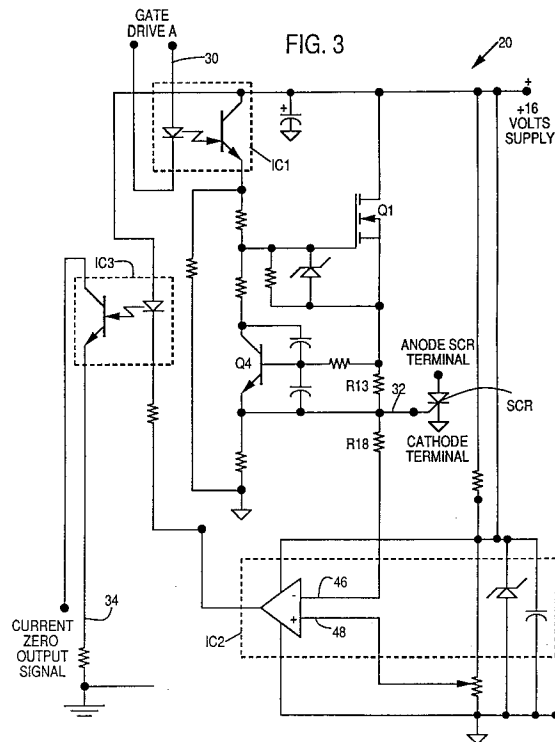 GATE
DRIVE A
30
FIG. 3
20
+
+16
VOLTS
SUPPLY
+
IC1
Q1
IC3
Q4
R13
32
ANODE SCR
TERMINAL
SCR
CATHODE
TERMINAL
R18
34
CURRENT
ZERO
OUTPUT
SIGNAL
IC2
-
46
+
48